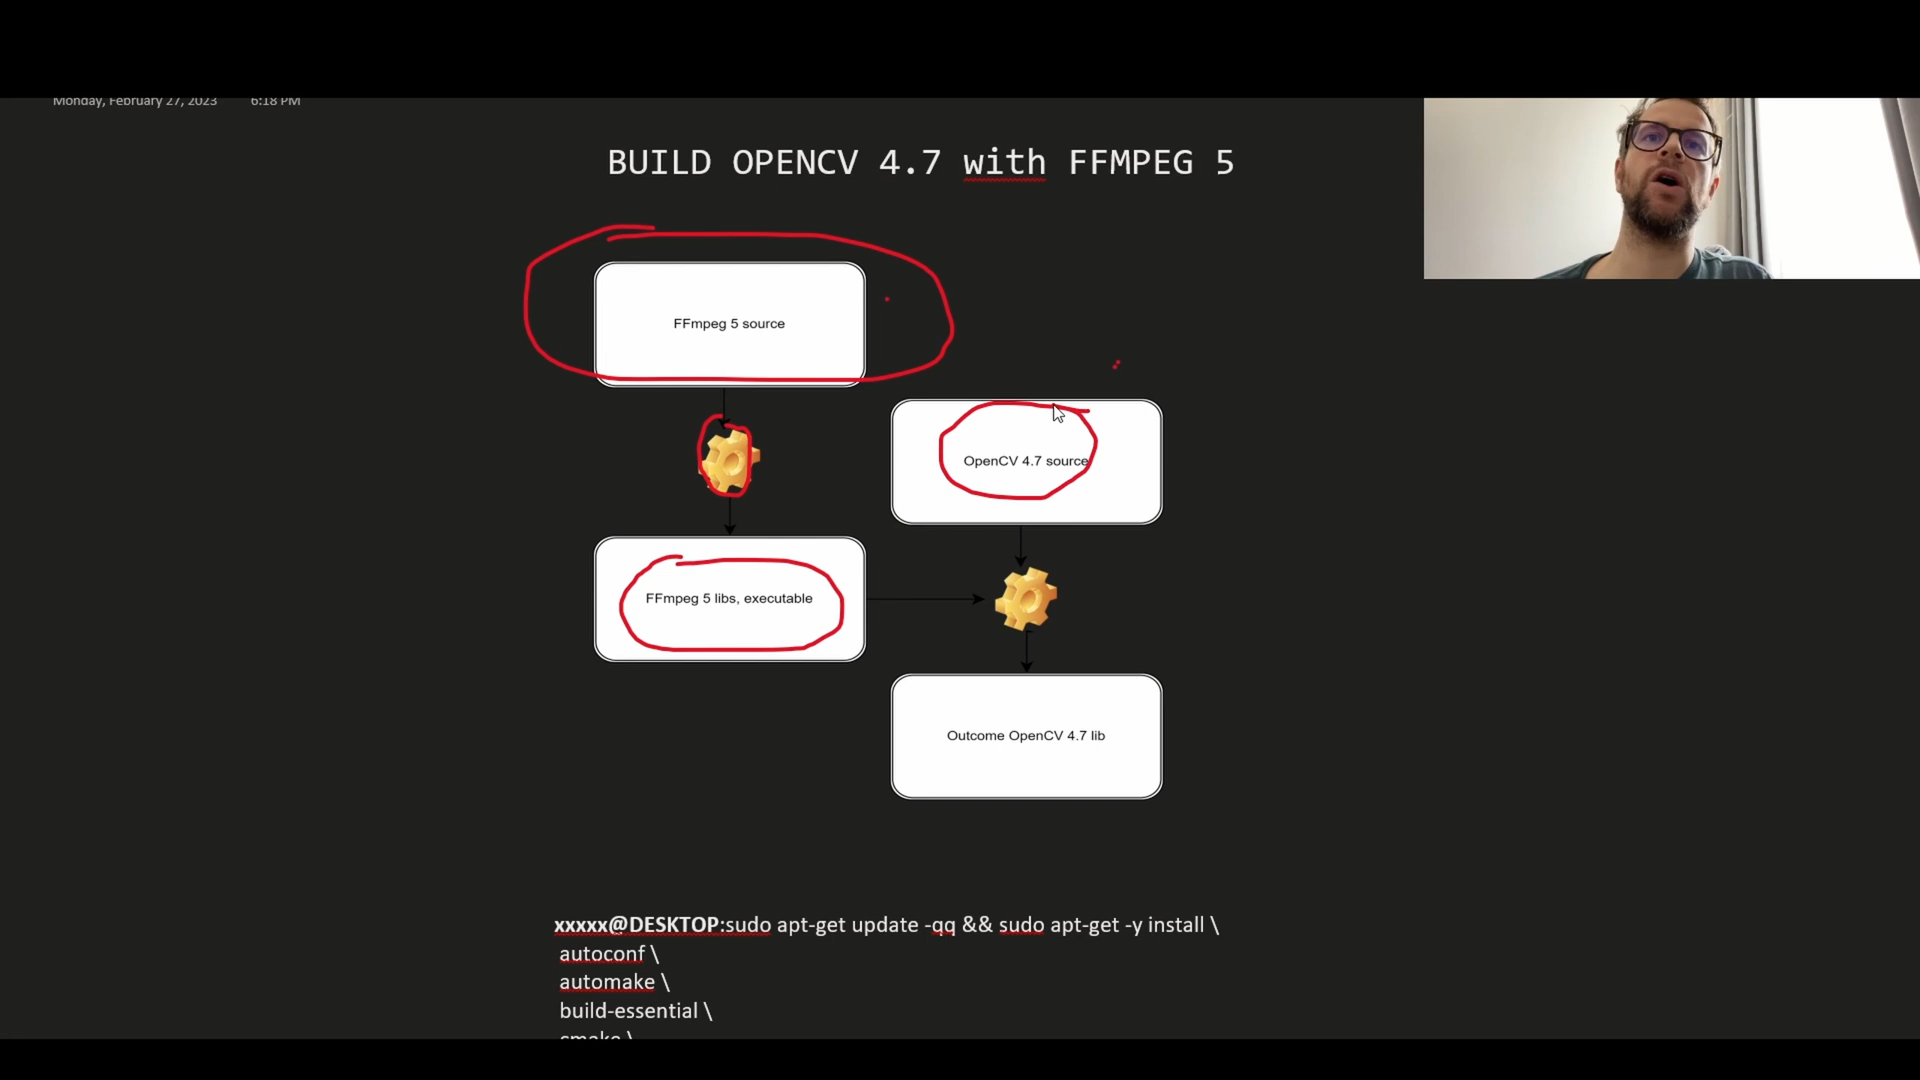 Monday, February 27, 2023 6:18 PM
BUILD OPENCV 4.7 with FFMPEG 5
FFmpeg 5 source
OpenCV 4.7 source
FFmpeg 5 libs, executable
Outcome OpenCV 4.7 lib
xxxxx@DESKTOP:sudo apt-get update -qq && sudo apt-get -y install \
autoconf \
automake \
build-essential \
cmake \